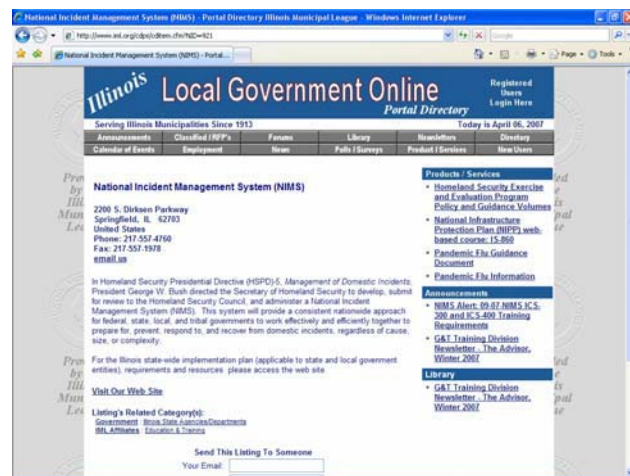 National Incident Management System (NIMS) - Portal Directory Illinois Municipal League - Windows Internet Explorer
Google
National Incident Management System (NIMS) - Portal...
Page
Tools
Illinois
Local Government Online
Portal Directory
Registered
Users
Login Here
Serving Illinois Municipalities Since 1913
Today is April 06, 2007
Announcements Classified / RFP's Forums Library Newsletters Directory
Calendar of Events Employment News Polls / Surveys Product / Services New Users
National Incident Management System (NIMS)
2200 S. Dirksen Parkway
Springfield, IL 62703
United States
Phone: 217-557-4760
Fax: 217-557-1978
email us
In Homeland Security Presidential Directive (HSPD)-5, Management of Domestic Incidents,
President George W. Bush directed the Secretary of Homeland Security to develop, submit
for review to the Homeland Security Council, and administer a National Incident
Management System (NIMS). This system will provide a consistent nationwide approach
for federal, state, local, and tribal governments to work effectively and efficiently together to
prepare for, prevent, respond to, and recover from domestic incidents, regardless of cause,
size, or complexity.
For the Illinois state-wide implementation plan (applicable to state and local government
entities), requirements and resources please access the web site
Visit Our Web Site
Listing's Related Category(s):
Government : Illinois State Agencies/Departments
IML Affiliates : Education & Training
Send This Listing To Someone
Your Email:
Products / Services
Homeland Security Exercise
and Evaluation Program
Policy and Guidance Volumes
National Infrastructure
Protection Plan (NIPP) web-
based course: IS-860
Pandemic Flu Guidance
Document
Pandemic Flu Information
Announcements
NIMS Alert: 09-07-NIMS ICS-
300 and ICS-400 Training
Requirements
G&T Training Division
Newsletter - The Advisor,
Winter 2007
Library
G&T Training Division
Newsletter - The Advisor,
Winter 2007